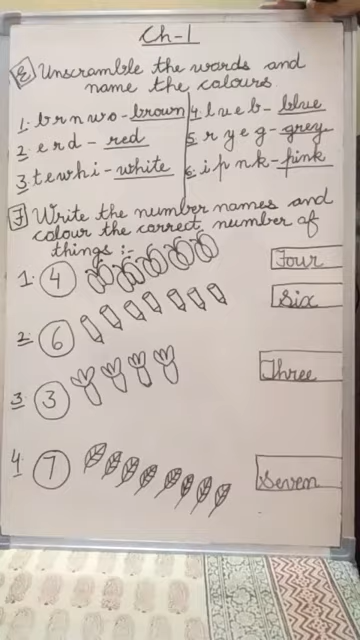 Ch-1
E Unscramble the words and
name the colours
1. b r n w o - brown 4. l u e b - blue
2. e r d - red 5. r y e g - grey
3. t e w h i - white 6. i p n k - pink
F Write the number names and
colour the correct number of
things :-
1. 4 Four
2. 6 Six
3. 3 Three
4. 7 Seven